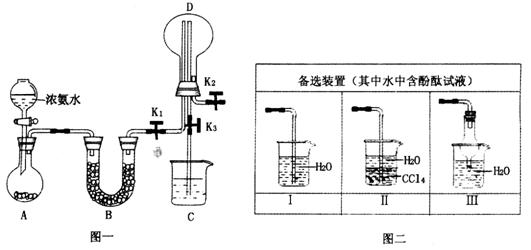 D
浓氨水
K₂
K₁
K₃
A
B
C
图一
备选装置（其中水中含酚酞试液）
H₂O
H₂O
CCl₄
H₂O
I
II
III
图二